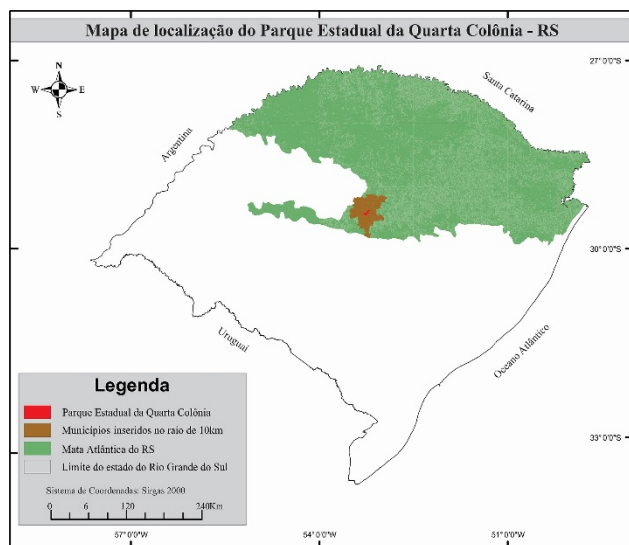 Mapa de localização do Parque Estadual da Quarta Colônia - RS
27°0'0"S
N
W E
S
Santa Catarina
Argentina
30°0'0"S
Uruguai
Oceano Atlântico
Legenda
Parque Estadual da Quarta Colônia
Municípios inseridos no raio de 10km
Mata Atlântica do RS
Limite do estado do Rio Grande do Sul
33°0'0"S
Sistema de Coordenadas: Sirgas 2000
0 6 120 240Km
57°0'0"W 54°0'0"W 51°0'0"W